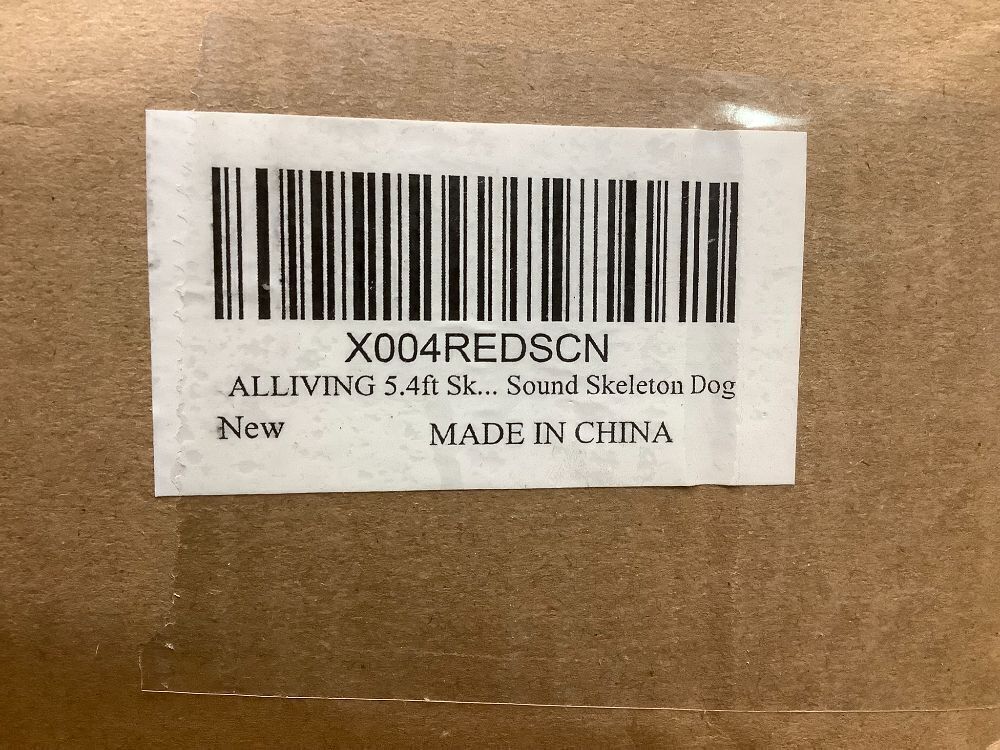 X004REDSCN
ALLIVING 5.4ft Sk... Sound Skeleton Dog
New MADE IN CHINA